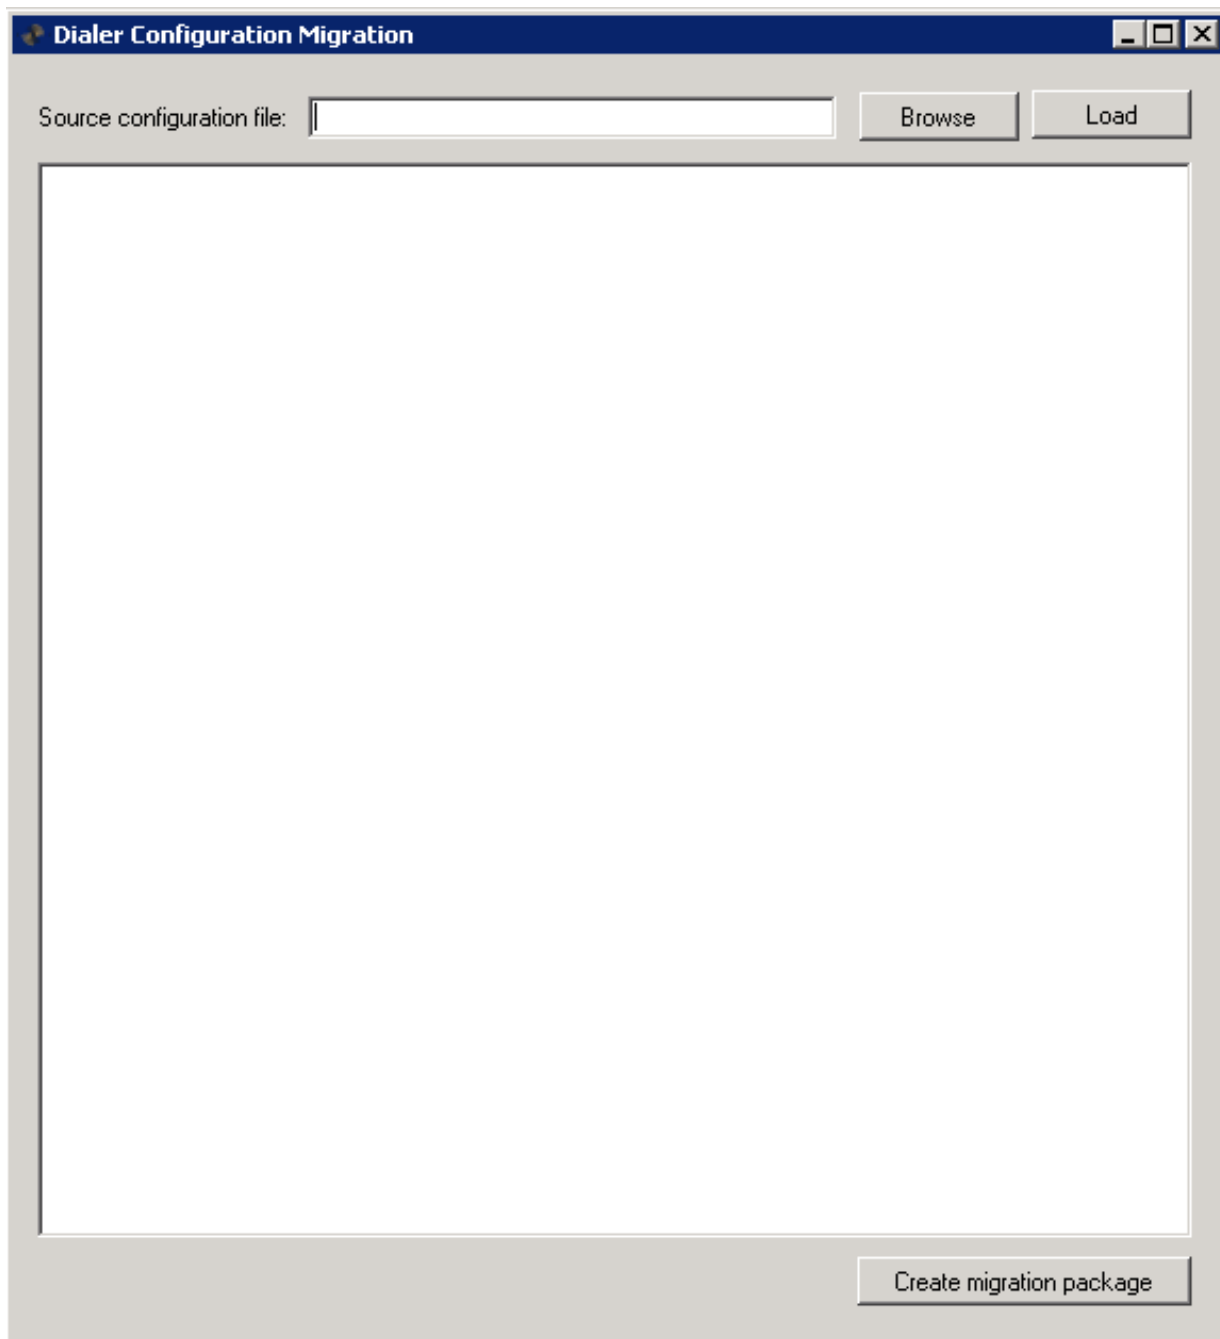 Dialer Configuration Migration
Source configuration file: Browse Load
Create migration package